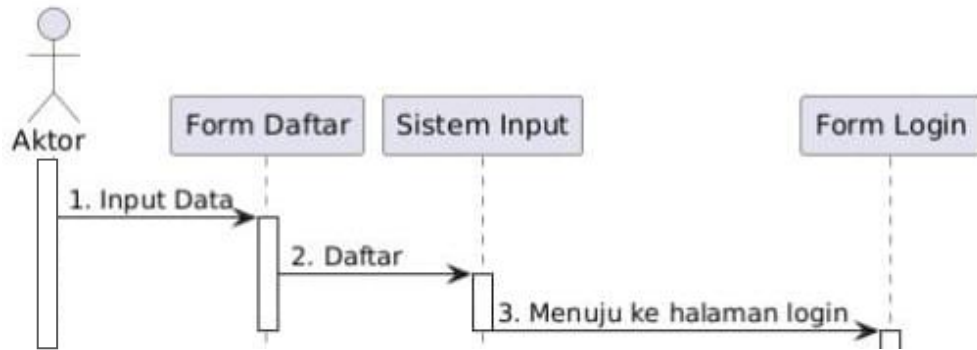 Aktor
Form Daftar
Sistem Input
Form Login
1. Input Data
2. Daftar
3. Menuju ke halaman login